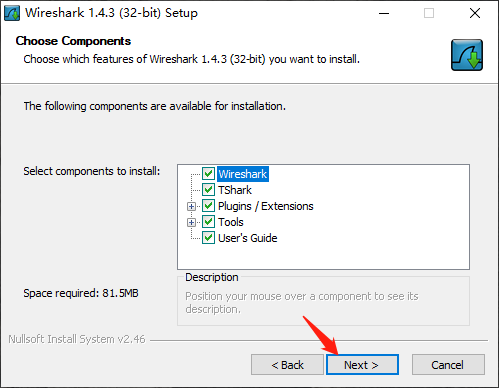 Wireshark 1.4.3 (32-bit) Setup
Choose Components
Choose which features of Wireshark 1.4.3 (32-bit) you want to install.
The following components are available for installation.
Select components to install:
Wireshark
TShark
Plugins / Extensions
Tools
User's Guide
Space required: 81.5MB
Description
Position your mouse over a component to see its
description.
Nullsoft Install System v2.46
< Back
Next >
Cancel